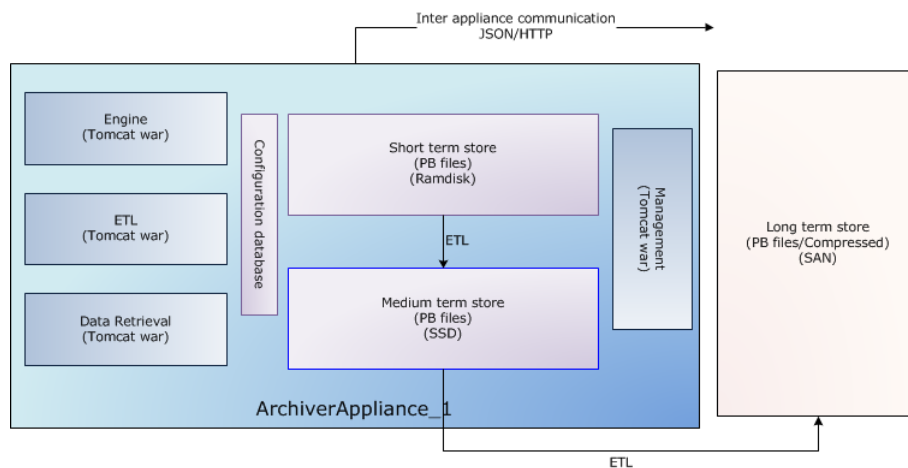 Inter appliance communication
JSON/HTTP
Engine
(Tomcat war)
ETL
(Tomcat war)
Data Retrieval
(Tomcat war)
Configuration database
Short term store
(PB files)
(Ramdisk)
ETL
Medium term store
(PB files)
(SSD)
Management
(Tomcat war)
ArchiverAppliance_1
Long term store
(PB files/Compressed)
(SAN)
ETL